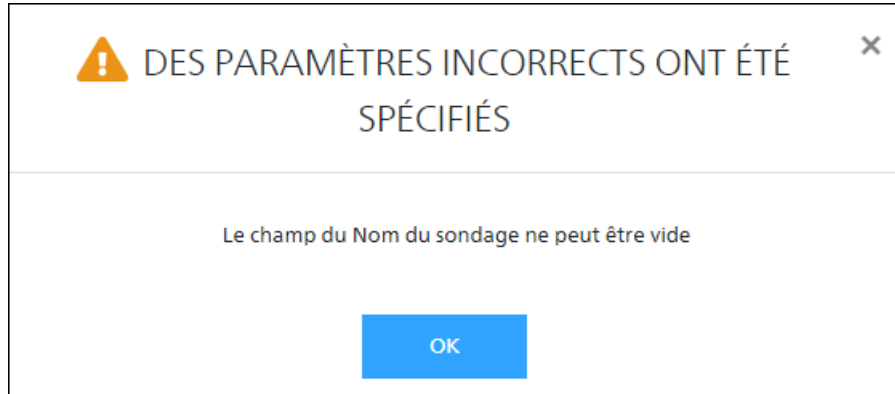 DES PARAMÈTRES INCORRECTS ONT ÉTÉ
SPÉCIFIÉS
Le champ du Nom du sondage ne peut être vide
OK